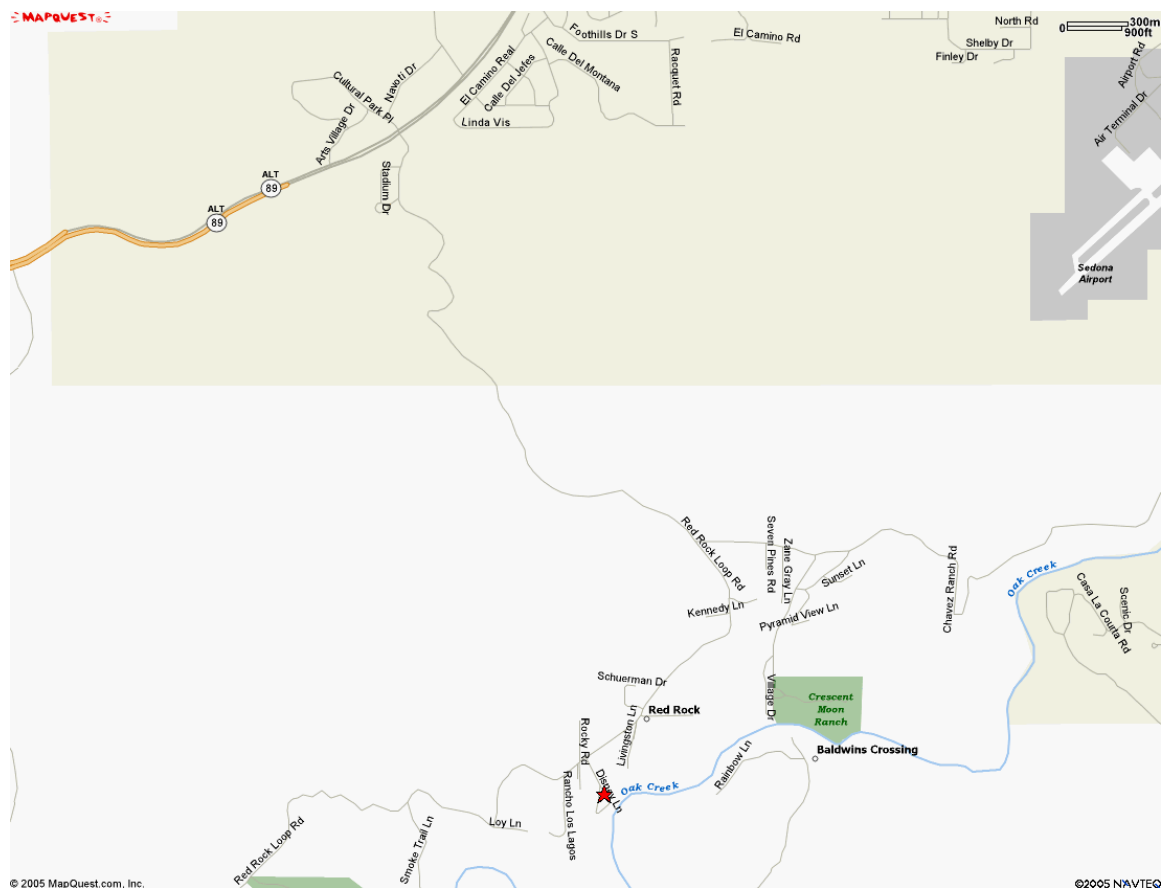 MAPQUEST®
300m
0
900ft
North Rd
Shelby Dr
Finley Dr
Airport Rd
Air Terminal Dr
Foothills Dr S
El Camino Rd
El Camino Real
Calle Del Jefes
Calle Del Montana
Racquet Rd
Linda Vis
Navoti Dr
Cultural Park Pl
Arts Village Dr
Stadium Dr
ALT
89
ALT
89
Sedona
Airport
Red Rock Loop Rd
Seven Pines Rd
Zane Gray Ln
Sunset Ln
Kennedy Ln
Pyramid View Ln
Chavez Ranch Rd
Oak Creek
Casa La Courta Rd
Scenic Dr
Schuerman Dr
Village Dr
Crescent
Moon
Ranch
Red Rock
Livingston Ln
Rocky Rd
Rainbow Ln
Baldwins Crossing
Disney Ln
Oak Creek
Rancho Los Lagos
Loy Ln
Smoke Trail Ln
Red Rock Loop Rd
© 2005 MapQuest.com, Inc.
©2005 NAVTEQ